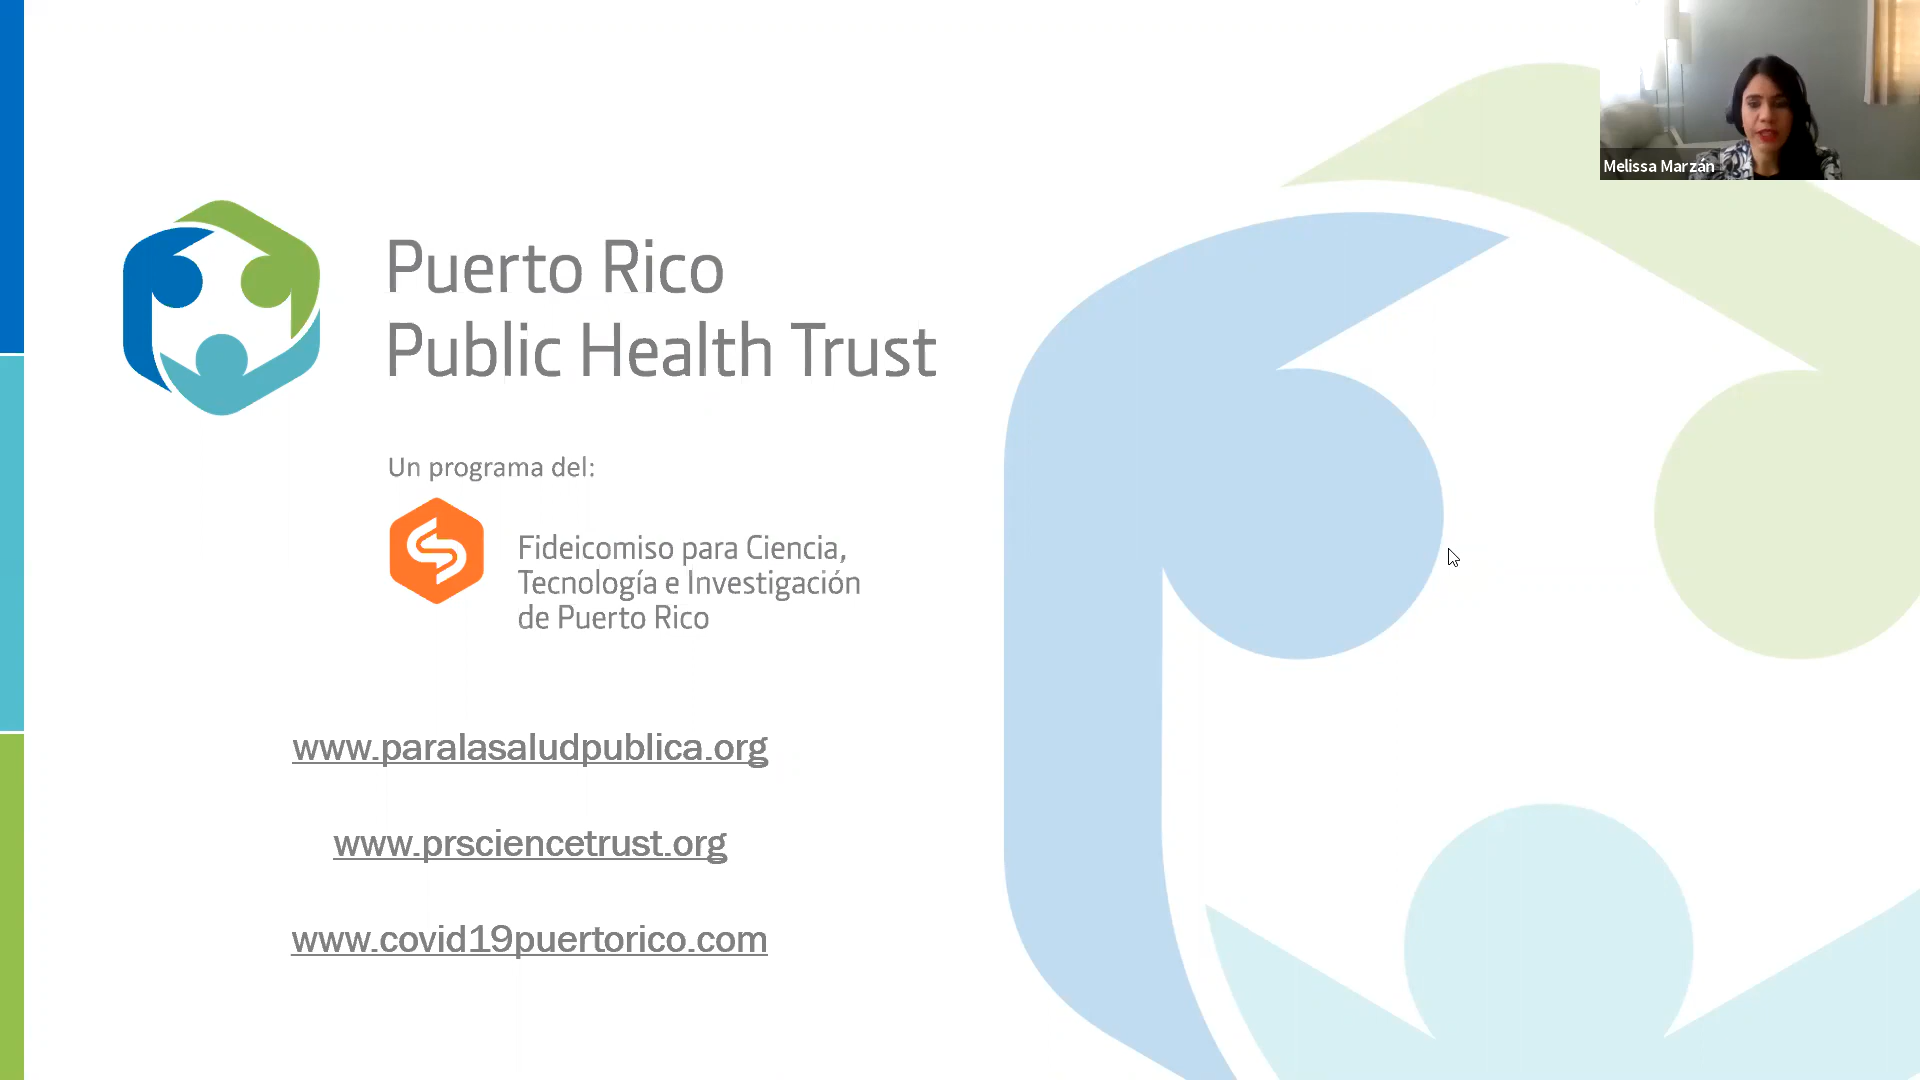 Melissa Marzán
Puerto Rico
Public Health Trust
Un programa del:
Fideicomiso para Ciencia,
Tecnología e Investigación
de Puerto Rico
www.paralasaludpublica.org
www.prsciencetrust.org
www.covid19puertorico.com